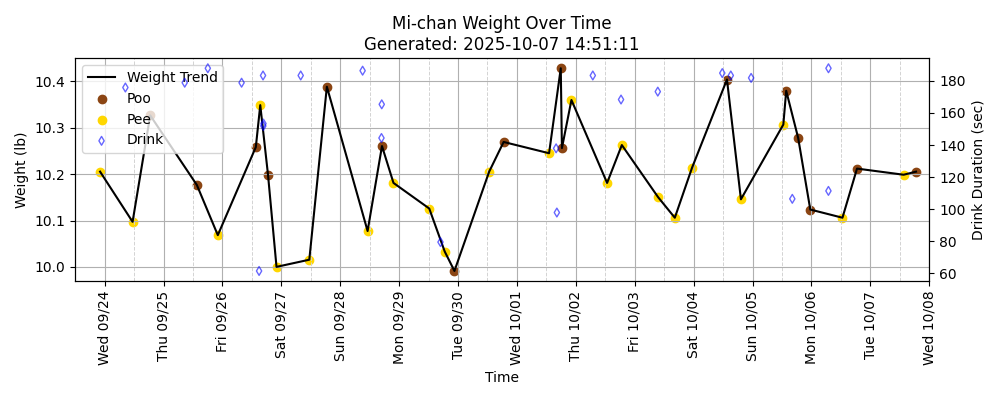 Mi-chan Weight Over Time
Generated: 2025-10-07 14:51:11
Weight (lb)
10.4
10.3
10.2
10.1
10.0
Weight Trend
Poo
Pee
Drink
180
160
140
120
100
80
60
Drink Duration (sec)
Wed 09/24
Thu 09/25
Fri 09/26
Sat 09/27
Sun 09/28
Mon 09/29
Tue 09/30
Wed 10/01
Thu 10/02
Fri 10/03
Sat 10/04
Sun 10/05
Mon 10/06
Tue 10/07
Wed 10/08
Time